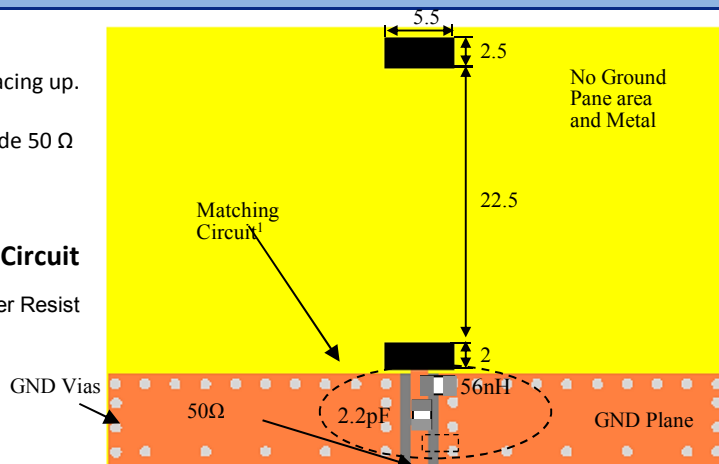 5.5
2.5
acing up.
No Ground
Pane area
and Metal
de 50 Ω
22.5
Matching
Circuit¹
Circuit
er Resist
2
GND Vias
56nH
50Ω
2.2pF
GND Plane